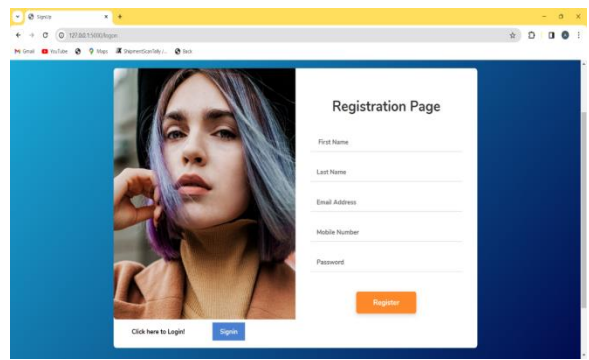 SignUp
127.0.0.1:5000/logon
Gmail
YouTube
Maps
Back
Registration Page
First Name
Last Name
Email Address
Mobile Number
Password
Register
Click here to Login!
Signin